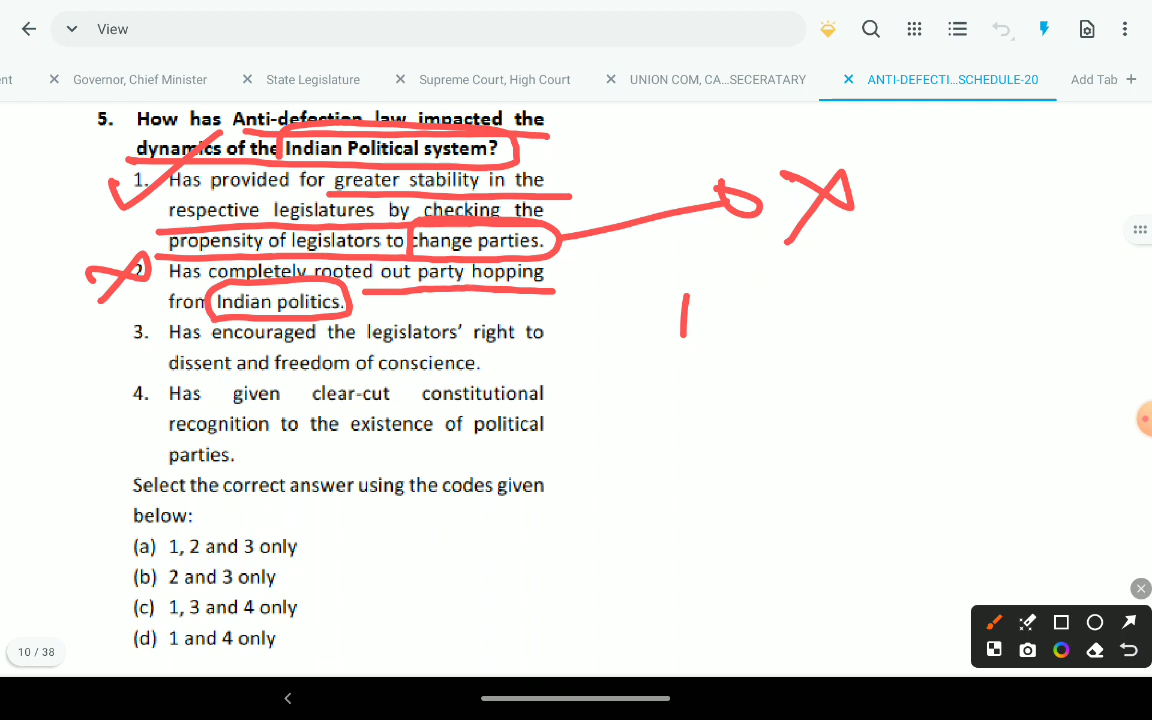 View
nt
Governor, Chief Minister
State Legislature
Supreme Court, High Court
UNION COM, CA...SECERATARY
ANTI-DEFECTI...SCHEDULE-20
Add Tab +
5. How has Anti-defection law impacted the
dynamics of the Indian Political system?
1. Has provided for greater stability in the
respective legislatures by checking the
propensity of legislators to change parties.
2. Has completely rooted out party hopping
from Indian politics.
3. Has encouraged the legislators' right to
dissent and freedom of conscience.
4. Has given clear-cut constitutional
recognition to the existence of political
parties.
Select the correct answer using the codes given
below:
(a) 1, 2 and 3 only
(b) 2 and 3 only
(c) 1, 3 and 4 only
(d) 1 and 4 only
10 / 38